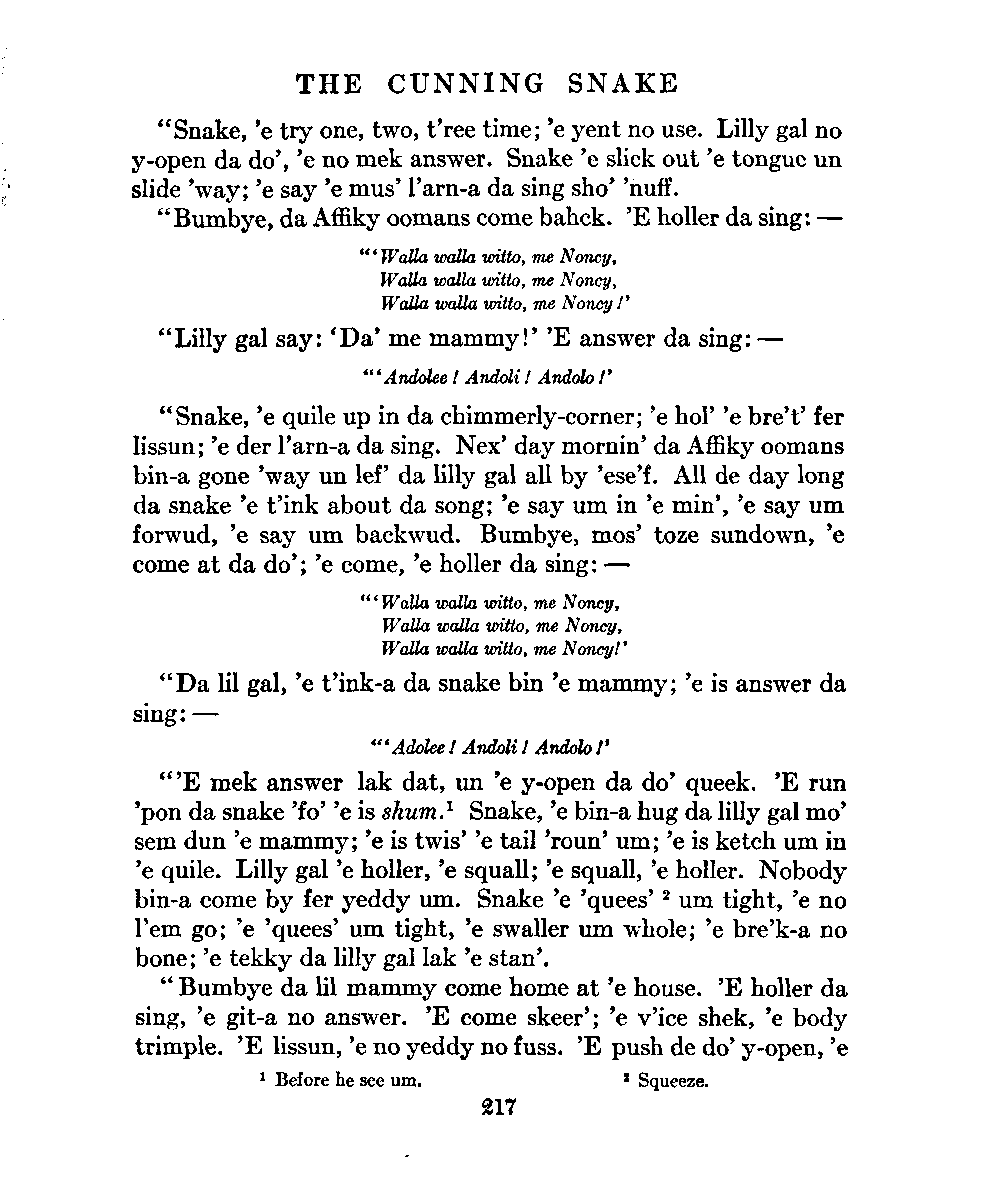 THE CUNNING SNAKE
“Snake, ’e try one, two, t’ree time; ’e yent no use. Lilly gal no
y-open da do’, ’e no mek answer. Snake ’e slick out ’e tongue un
slide ’way; ’e say ’e mus’ l’arn-a da sing sho’ ’nuff.
“Bumbye, da Affiky oomans come bahck. ’E holler da sing: —
“‘Walla walla witto, me Noncy,
Walla walla witto, me Noncy,
Walla walla witto, me Noncy!’
“Lilly gal say: ‘Da’ me mammy!’ ’E answer da sing: —
“‘Andolee! Andoli! Andolo!’
“Snake, ’e quile up in da chimmerly-corner; ’e hol’ ’e bre’t’ fer
lissun; ’e der l’arn-a da sing. Nex’ day mornin’ da Affiky oomans
bin-a gone ’way un lef’ da lilly gal all by ’ese’f. All de day long
da snake ’e t’ink about da song; ’e say um in ’e min’, ’e say um
forwud, ’e say um backwud. Bumbye, mos’ toze sundown, ’e
come at da do’; ’e come, ’e holler da sing: —
“‘Walla walla witto, me Noncy,
Walla walla witto, me Noncy,
Walla walla witto, me Noncy!’
“Da lil gal, ’e t’ink-a da snake bin ’e mammy; ’e is answer da
sing: —
“‘Adolee! Andoli! Andolo!’
“’E mek answer lak dat, un ’e y-open da do’ queek. ’E run
’pon da snake ’fo’ ’e is shum.¹ Snake, ’e bin-a hug da lilly gal mo’
sem dun ’e mammy; ’e is twis’ ’e tail ’roun’ um; ’e is ketch um in
’e quile. Lilly gal ’e holler, ’e squall; ’e squall, ’e holler. Nobody
bin-a come by fer yeddy um. Snake ’e ’quees’ ² um tight, ’e no
l’em go; ’e ’quees’ um tight, ’e swaller um whole; ’e bre’k-a no
bone; ’e tekky da lilly gal lak ’e stan’.
“Bumbye da lil mammy come home at ’e house. ’E holler da
sing, ’e git-a no answer. ’E come skeer’; ’e v’ice shek, ’e body
trimple. ’E lissun, ’e no yeddy no fuss. ’E push de do’ y-open, ’e
¹ Before he see um.
² Squeeze.
217